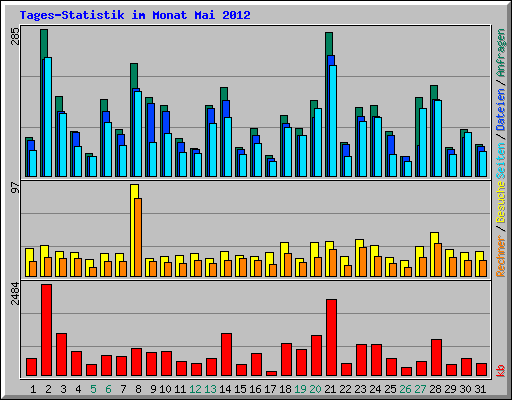 Tages-Statistik im Monat Mai 2012
285
97
2484
Rechner / Besuche Seiten / Dateien / Anfragen
kb
1 2 3 4 5 6 7 8 9 10 11 12 13 14 15 16 17 18 19 20 21 22 23 24 25 26 27 28 29 30 31